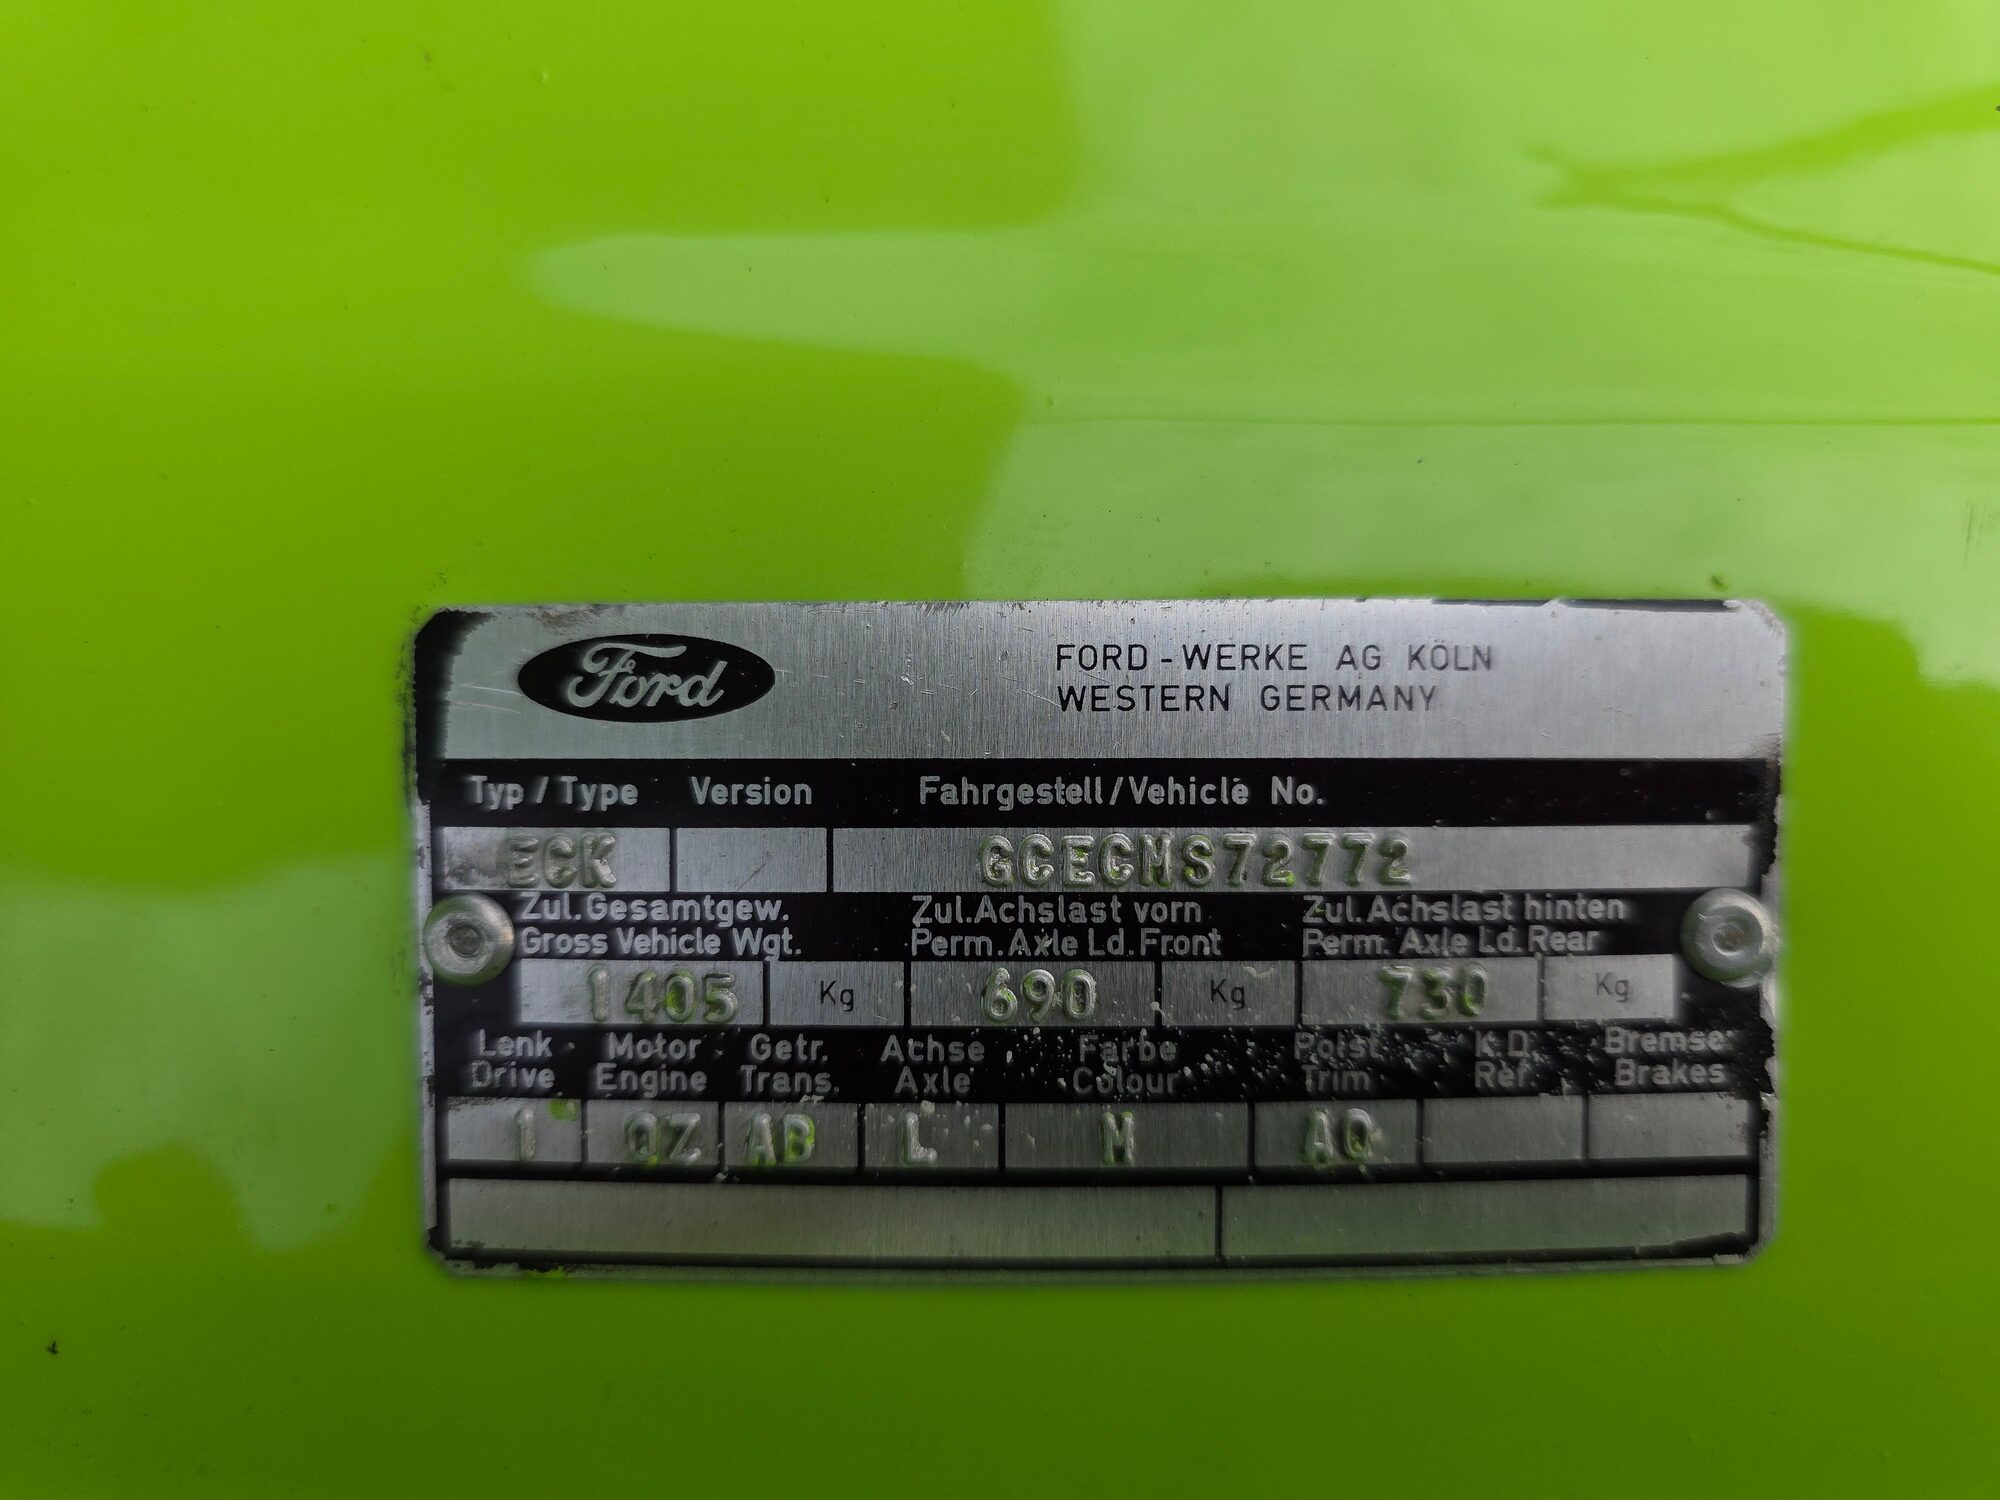 Ford
FORD-WERKE AG KÖLN
WESTERN GERMANY
Typ/Type Version Fahrgestell/Vehicle No.
ECK GCECMS72772
Zul.Gesamtgew. Zul.Achslast vorn Zul.Achslast hinten
Gross Vehicle Wgt. Perm.Axle Ld.Front Perm.Axle Ld.Rear
1405 Kg 690 Kg 730 Kg
Lenk Motor Getr. Achse Farbe Polst. K.D. Bremse
Drive Engine Trans. Axle Colour Trim Ref. Brakes
1 QZ AB L M AQ